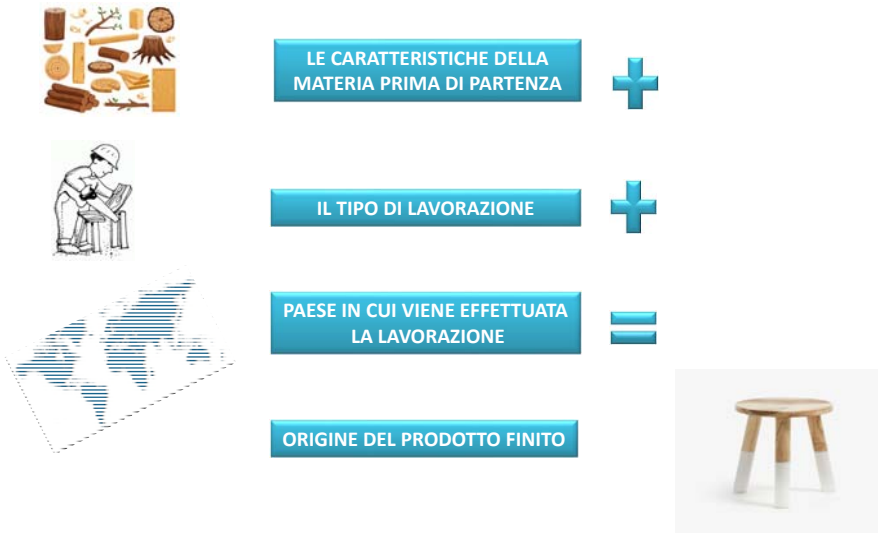 LE CARATTERISTICHE DELLA
MATERIA PRIMA DI PARTENZA
IL TIPO DI LAVORAZIONE
PAESE IN CUI VIENE EFFETTUATA
LA LAVORAZIONE
ORIGINE DEL PRODOTTO FINITO